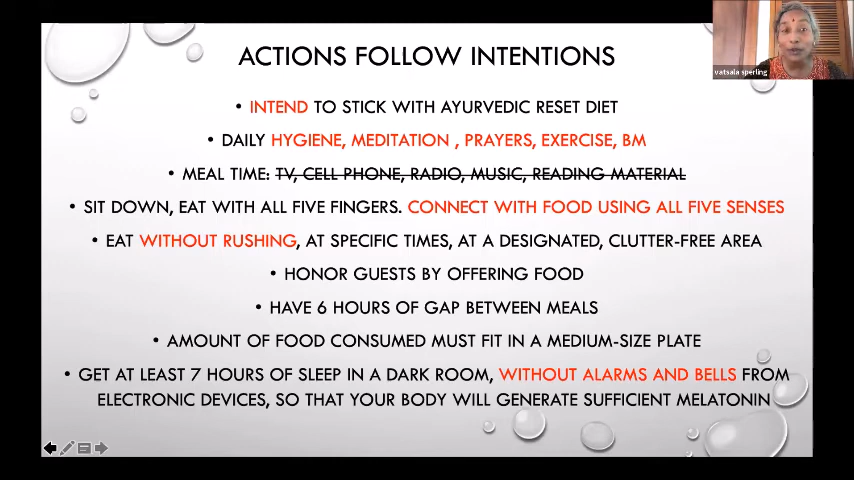 ACTIONS FOLLOW INTENTIONS
vatsala sperling
• INTEND TO STICK WITH AYURVEDIC RESET DIET
• DAILY HYGIENE, MEDITATION , PRAYERS, EXERCISE, BM
• MEAL TIME: TV, CELL PHONE, RADIO, MUSIC, READING MATERIAL
• SIT DOWN, EAT WITH ALL FIVE FINGERS. CONNECT WITH FOOD USING ALL FIVE SENSES
• EAT WITHOUT RUSHING, AT SPECIFIC TIMES, AT A DESIGNATED, CLUTTER-FREE AREA
• HONOR GUESTS BY OFFERING FOOD
• HAVE 6 HOURS OF GAP BETWEEN MEALS
• AMOUNT OF FOOD CONSUMED MUST FIT IN A MEDIUM-SIZE PLATE
• GET AT LEAST 7 HOURS OF SLEEP IN A DARK ROOM, WITHOUT ALARMS AND BELLS FROM
ELECTRONIC DEVICES, SO THAT YOUR BODY WILL GENERATE SUFFICIENT MELATONIN